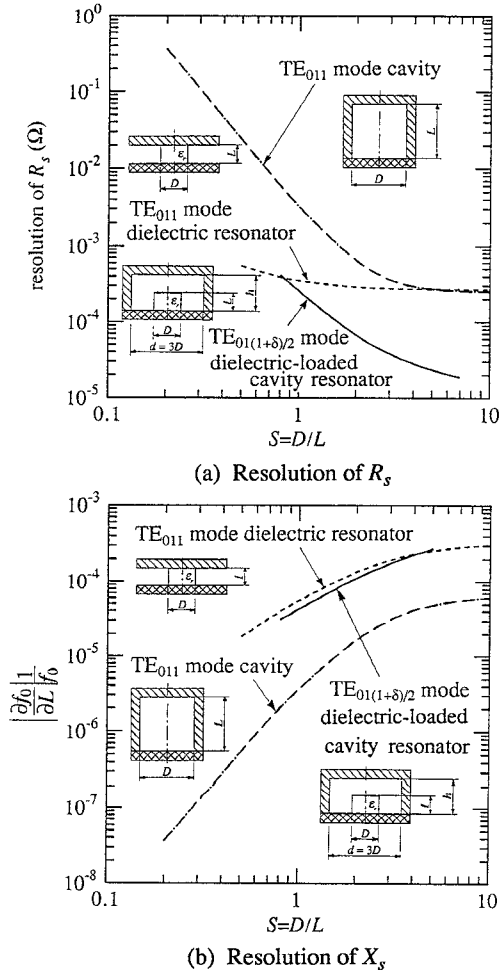 10^0
10^-1
10^-2
10^-3
10^-4
10^-5
resolution of R_s (Ω)
TE_011 mode cavity
ε_r
L
D
L
D
TE_011 mode
dielectric resonator
ε_r
L
h
D
d = 3D
TE_01(1+δ)/2 mode
dielectric-loaded
cavity resonator
0.1
1
10
S=D/L
(a) Resolution of R_s
10^-3
10^-4
10^-5
10^-6
10^-7
10^-8
|∂f_0/∂L| 1/f_0
TE_011 mode dielectric resonator
ε_r
L
D
TE_011 mode cavity
L
D
TE_01(1+δ)/2 mode
dielectric-loaded
cavity resonator
ε_r
L
h
D
d = 3D
0.1
1
10
S=D/L
(b) Resolution of X_s